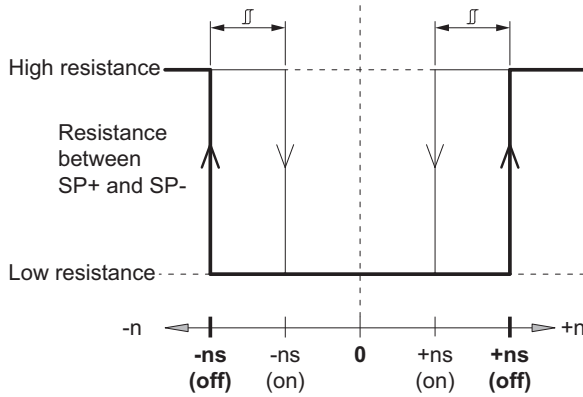 High resistance
Resistance
between
SP+ and SP-
Low resistance
-n +n
-ns -ns 0 +ns +ns
(off) (on) (on) (off)